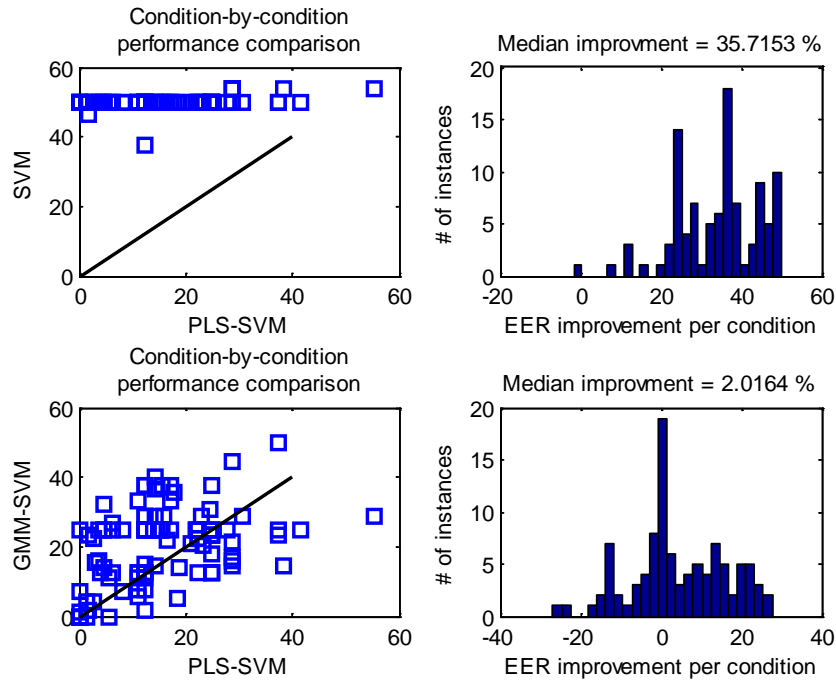 Condition-by-condition
performance comparison
60
40
20
0
SVM
0
20
40
60
PLS-SVM
Median improvment = 35.7153 %
20
15
10
5
0
# of instances
-20
0
20
40
60
EER improvement per condition
Condition-by-condition
performance comparison
60
40
20
0
GMM-SVM
0
20
40
60
PLS-SVM
Median improvment = 2.0164 %
20
15
10
5
0
# of instances
-40
-20
0
20
40
EER improvement per condition